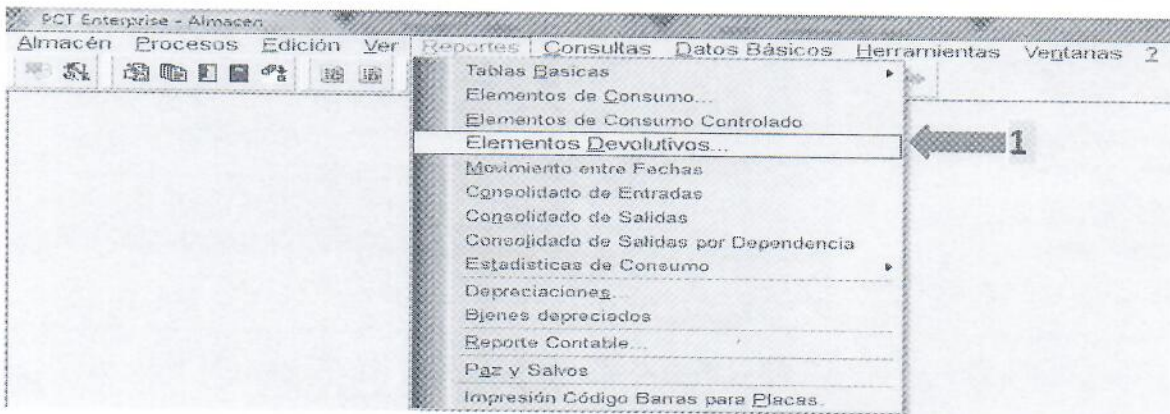 PCT Enterprise - Almacen
Almacén Procesos Edición Ver Reportes Consultas Datos Básicos Herramientas Ventanas ?
Tablas Basicas
Elementos de Consumo...
Elementos de Consumo Controlado
Elementos Devolutivos...
1
Movimiento entre Fechas
Consolidado de Entradas
Consolidado de Salidas
Consolidado de Salidas por Dependencia
Estadisticas de Consumo
Depreciaciones.
Bienes depreciados
Reporte Contable...
Paz y Salvos
Impresión Código Barras para Placas.